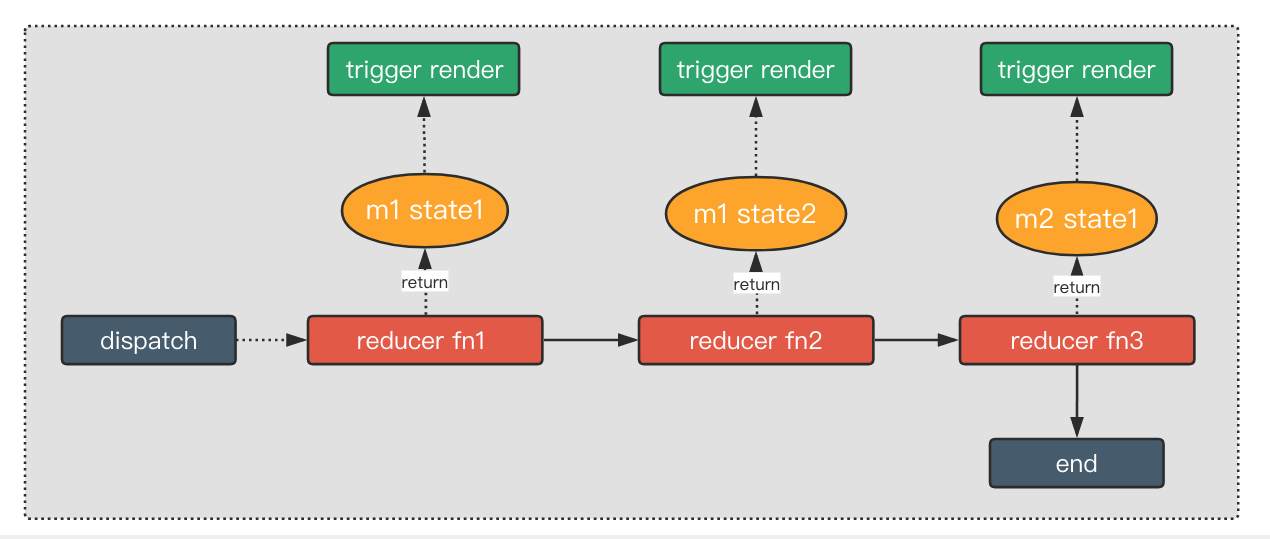 trigger render
trigger render
trigger render
m1 state1
m1 state2
m2 state1
return
return
return
dispatch
reducer fn1
reducer fn2
reducer fn3
end